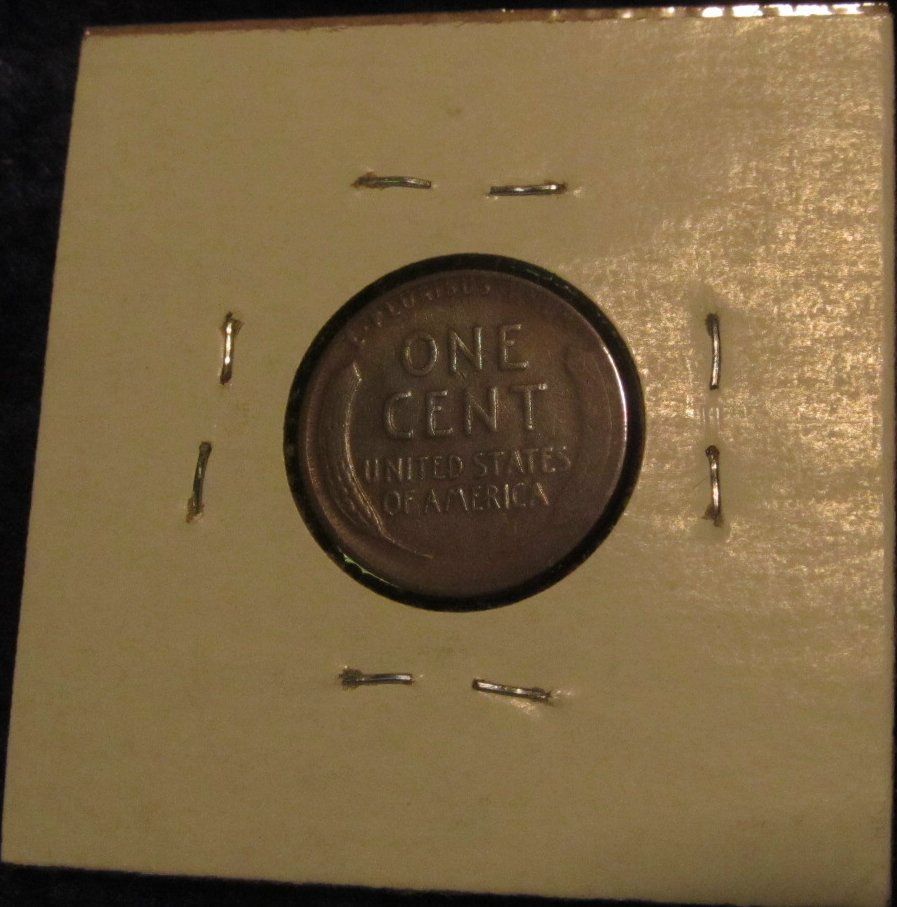 ONE
CENT
UNITED STATES
OF AMERICA